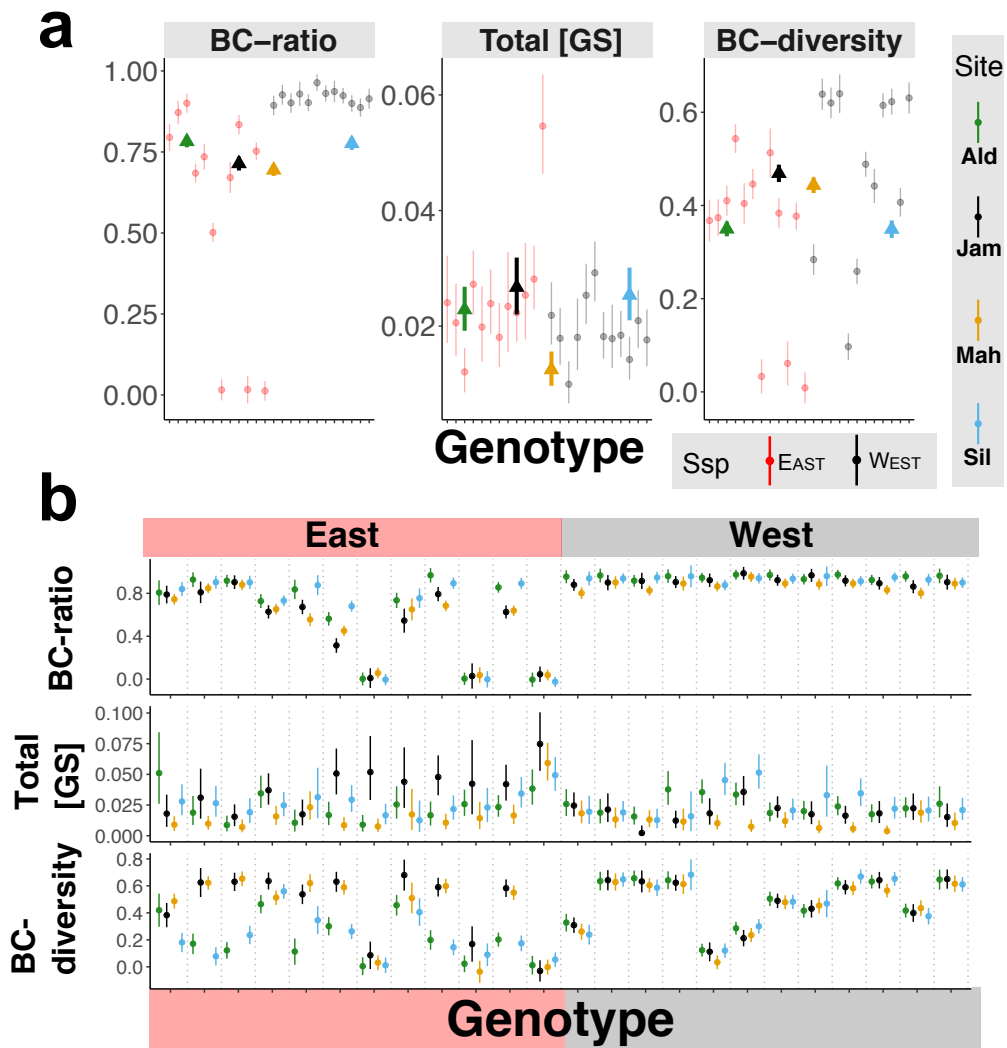 a
BC–ratio
Total [GS]
BC–diversity
1.00
0.75
0.50
0.25
0.00
0.06
0.04
0.02
0.6
0.4
0.2
0.0
Genotype
Site
Ald
Jam
Mah
Sil
Ssp
EAST
WEST
b
East
West
BC-ratio
0.8
0.4
0.0
Total
[GS]
0.100
0.075
0.050
0.025
0.000
BC-
diversity
0.8
0.6
0.4
0.2
0.0
Genotype